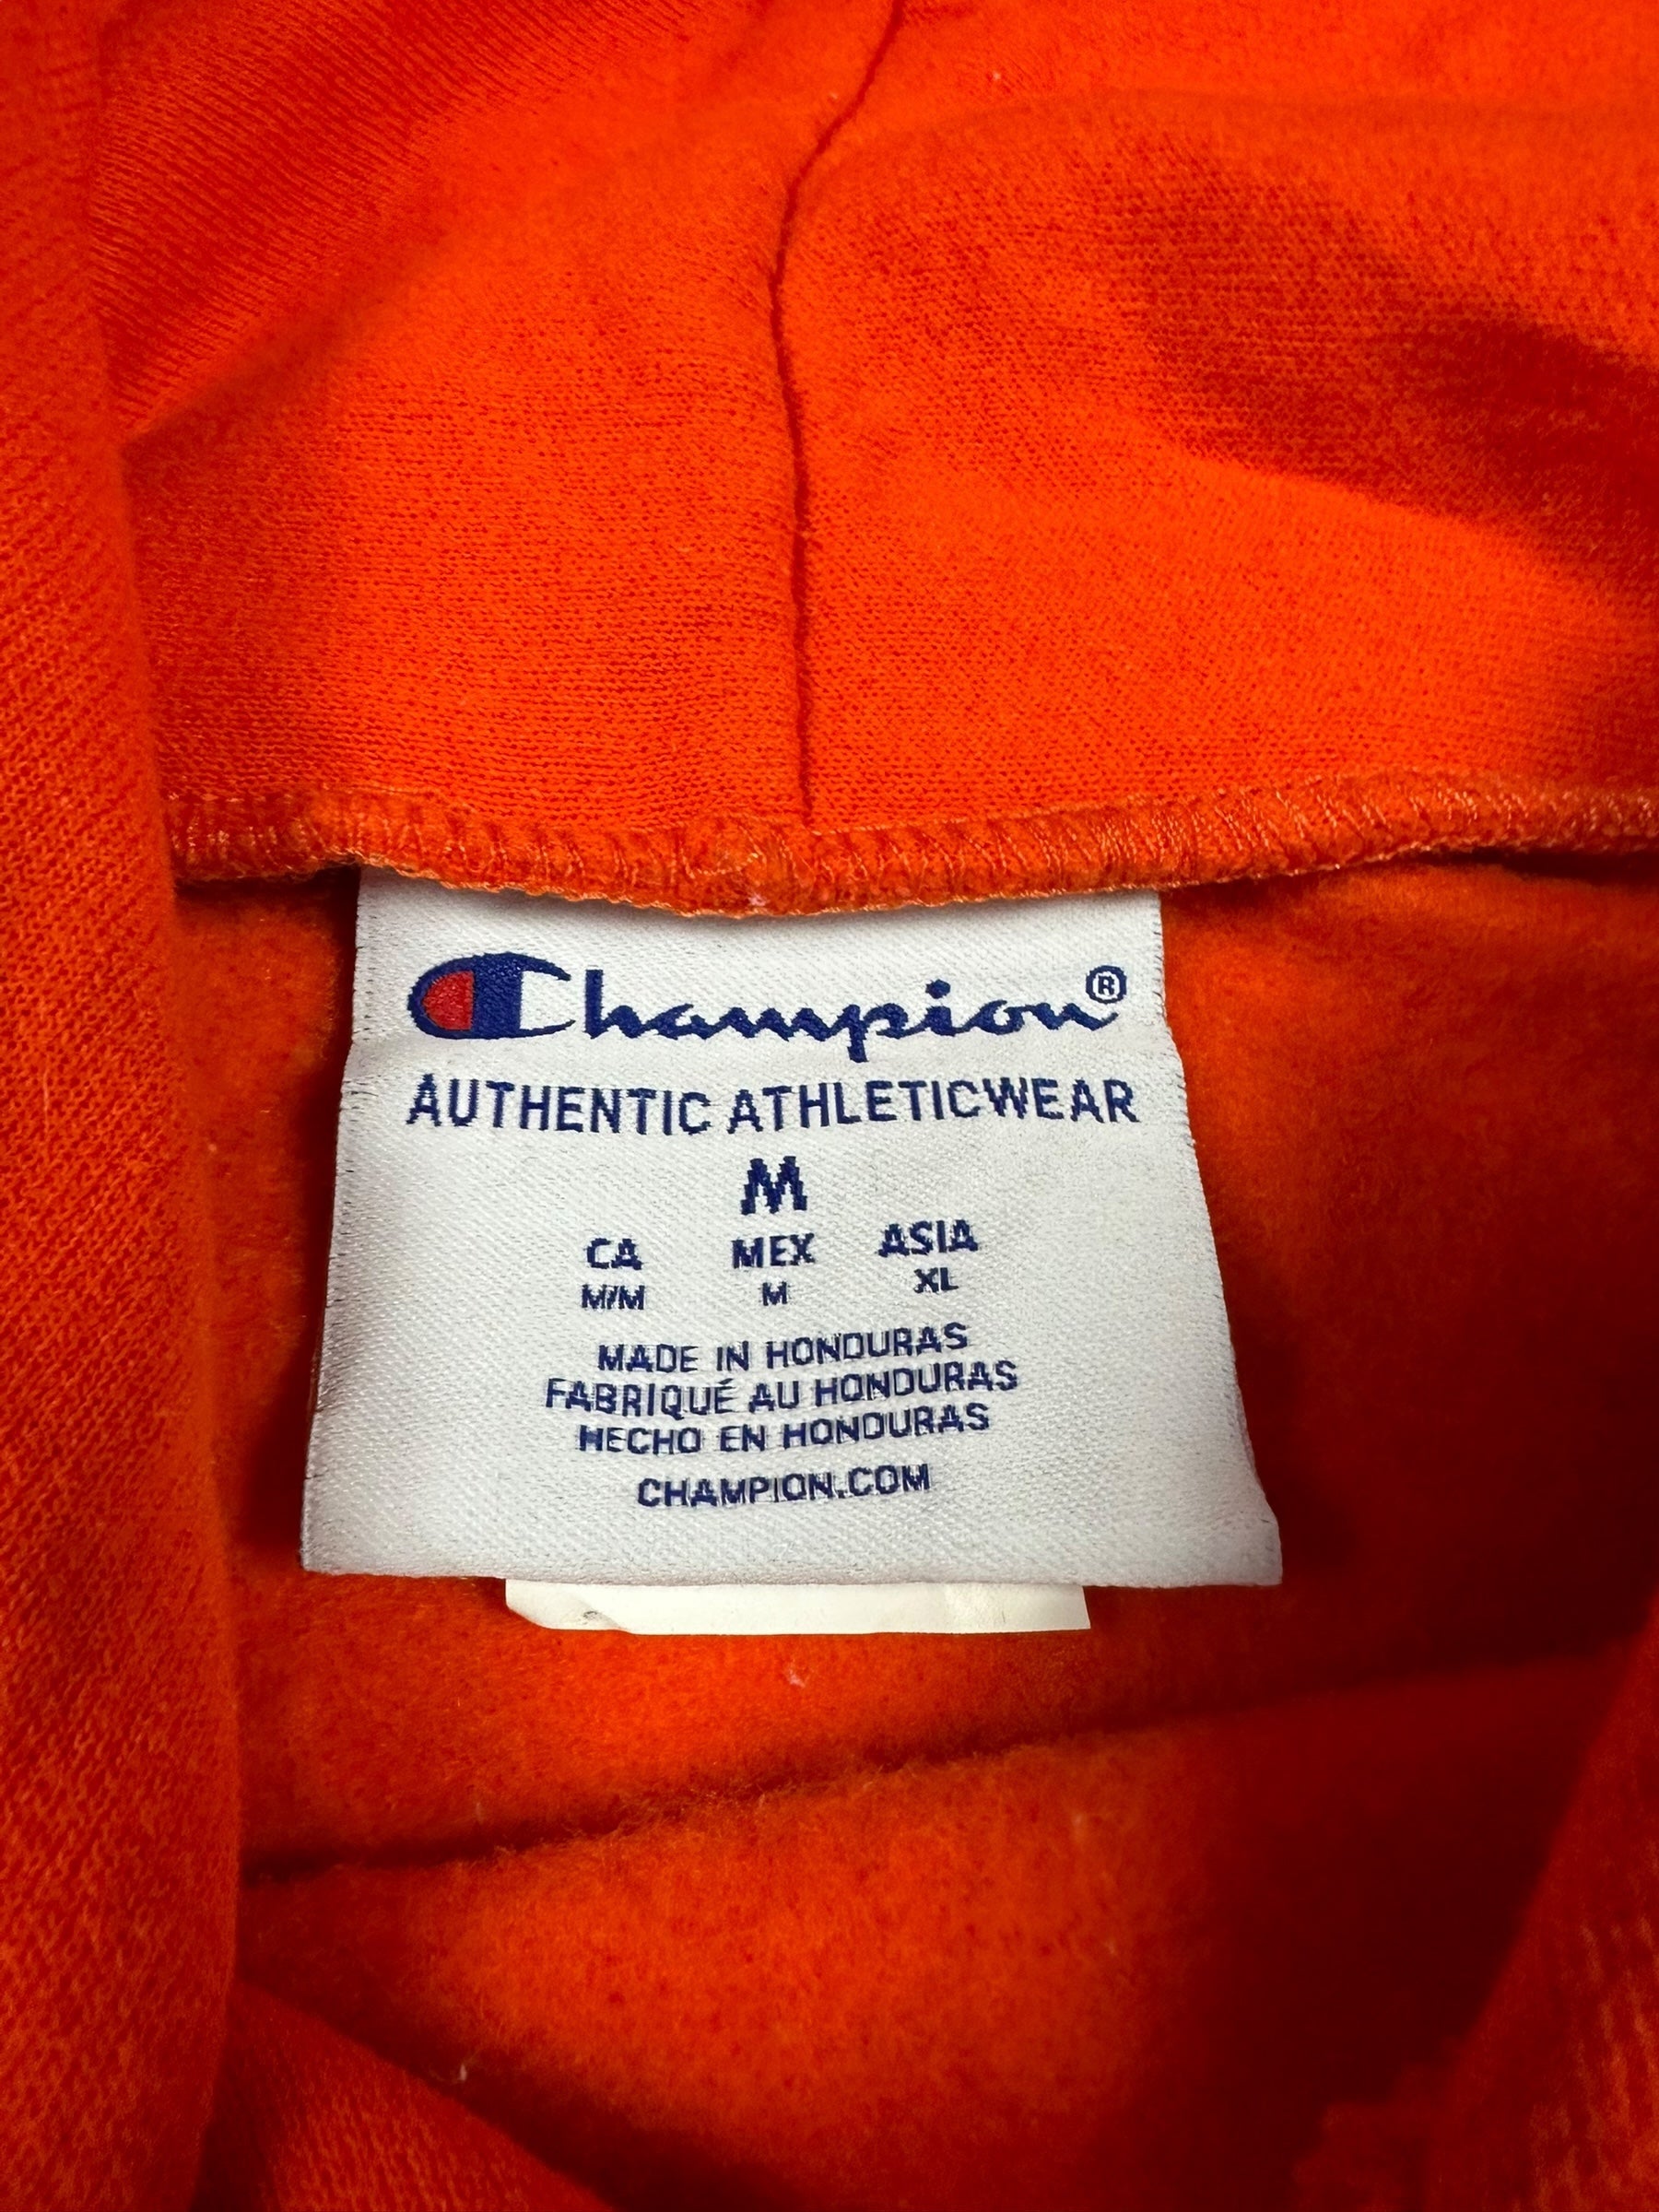 Champion®
AUTHENTIC ATHLETICWEAR
M
CA MEX ASIA
M/M M XL
MADE IN HONDURAS
FABRIQUÉ AU HONDURAS
HECHO EN HONDURAS
CHAMPION.COM